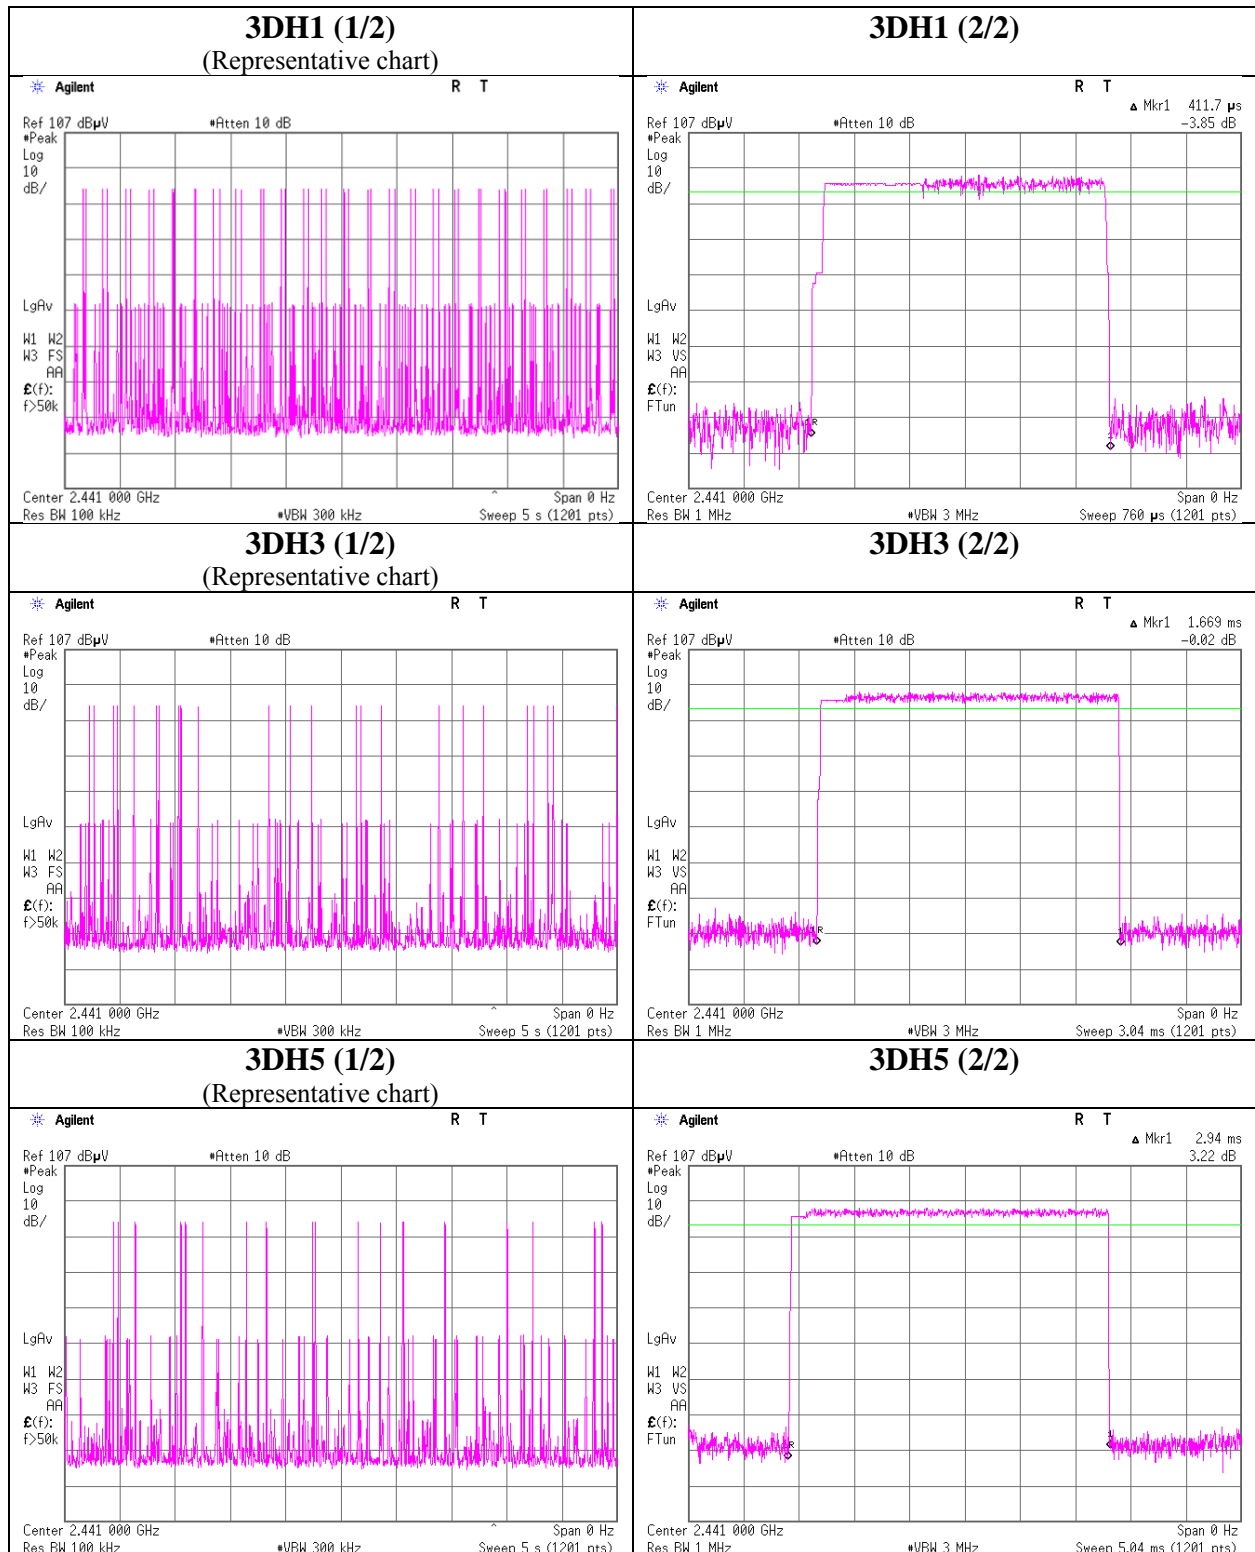 3DH1 (1/2)
(Representative chart)
3DH1 (2/2)
Agilent R T
Ref 107 dBµV #Atten 10 dB
#Peak
Log
10
dB/
LgAv
W1 W2
W3 FS
AA
£(f):
f>50k
Center 2.441 000 GHz Span 0 Hz
Res BW 100 kHz #VBW 300 kHz Sweep 5 s (1201 pts)
Agilent R T
Δ Mkr1 411.7 µs
Ref 107 dBµV #Atten 10 dB -3.85 dB
#Peak
Log
10
dB/
LgAv
W1 W2
W3 VS
AA
£(f):
FTun
R
Center 2.441 000 GHz Span 0 Hz
Res BW 1 MHz #VBW 3 MHz Sweep 760 µs (1201 pts)
3DH3 (1/2)
(Representative chart)
3DH3 (2/2)
Agilent R T
Ref 107 dBµV #Atten 10 dB
#Peak
Log
10
dB/
LgAv
W1 W2
W3 FS
AA
£(f):
f>50k
Center 2.441 000 GHz Span 0 Hz
Res BW 100 kHz #VBW 300 kHz Sweep 5 s (1201 pts)
Agilent R T
Δ Mkr1 1.669 ms
Ref 107 dBµV #Atten 10 dB -0.02 dB
#Peak
Log
10
dB/
LgAv
W1 W2
W3 VS
AA
£(f):
FTun
1R 1
Center 2.441 000 GHz Span 0 Hz
Res BW 1 MHz #VBW 3 MHz Sweep 3.04 ms (1201 pts)
3DH5 (1/2)
(Representative chart)
3DH5 (2/2)
Agilent R T
Ref 107 dBµV #Atten 10 dB
#Peak
Log
10
dB/
LgAv
W1 W2
W3 FS
AA
£(f):
f>50k
Center 2.441 000 GHz Span 0 Hz
Res BW 100 kHz #VBW 300 kHz Sweep 5 s (1201 pts)
Agilent R T
Δ Mkr1 2.94 ms
Ref 107 dBµV #Atten 10 dB 3.22 dB
#Peak
Log
10
dB/
LgAv
W1 W2
W3 VS
AA
£(f):
FTun
R 1
Center 2.441 000 GHz Span 0 Hz
Res BW 1 MHz #VBW 3 MHz Sweep 5.04 ms (1201 pts)